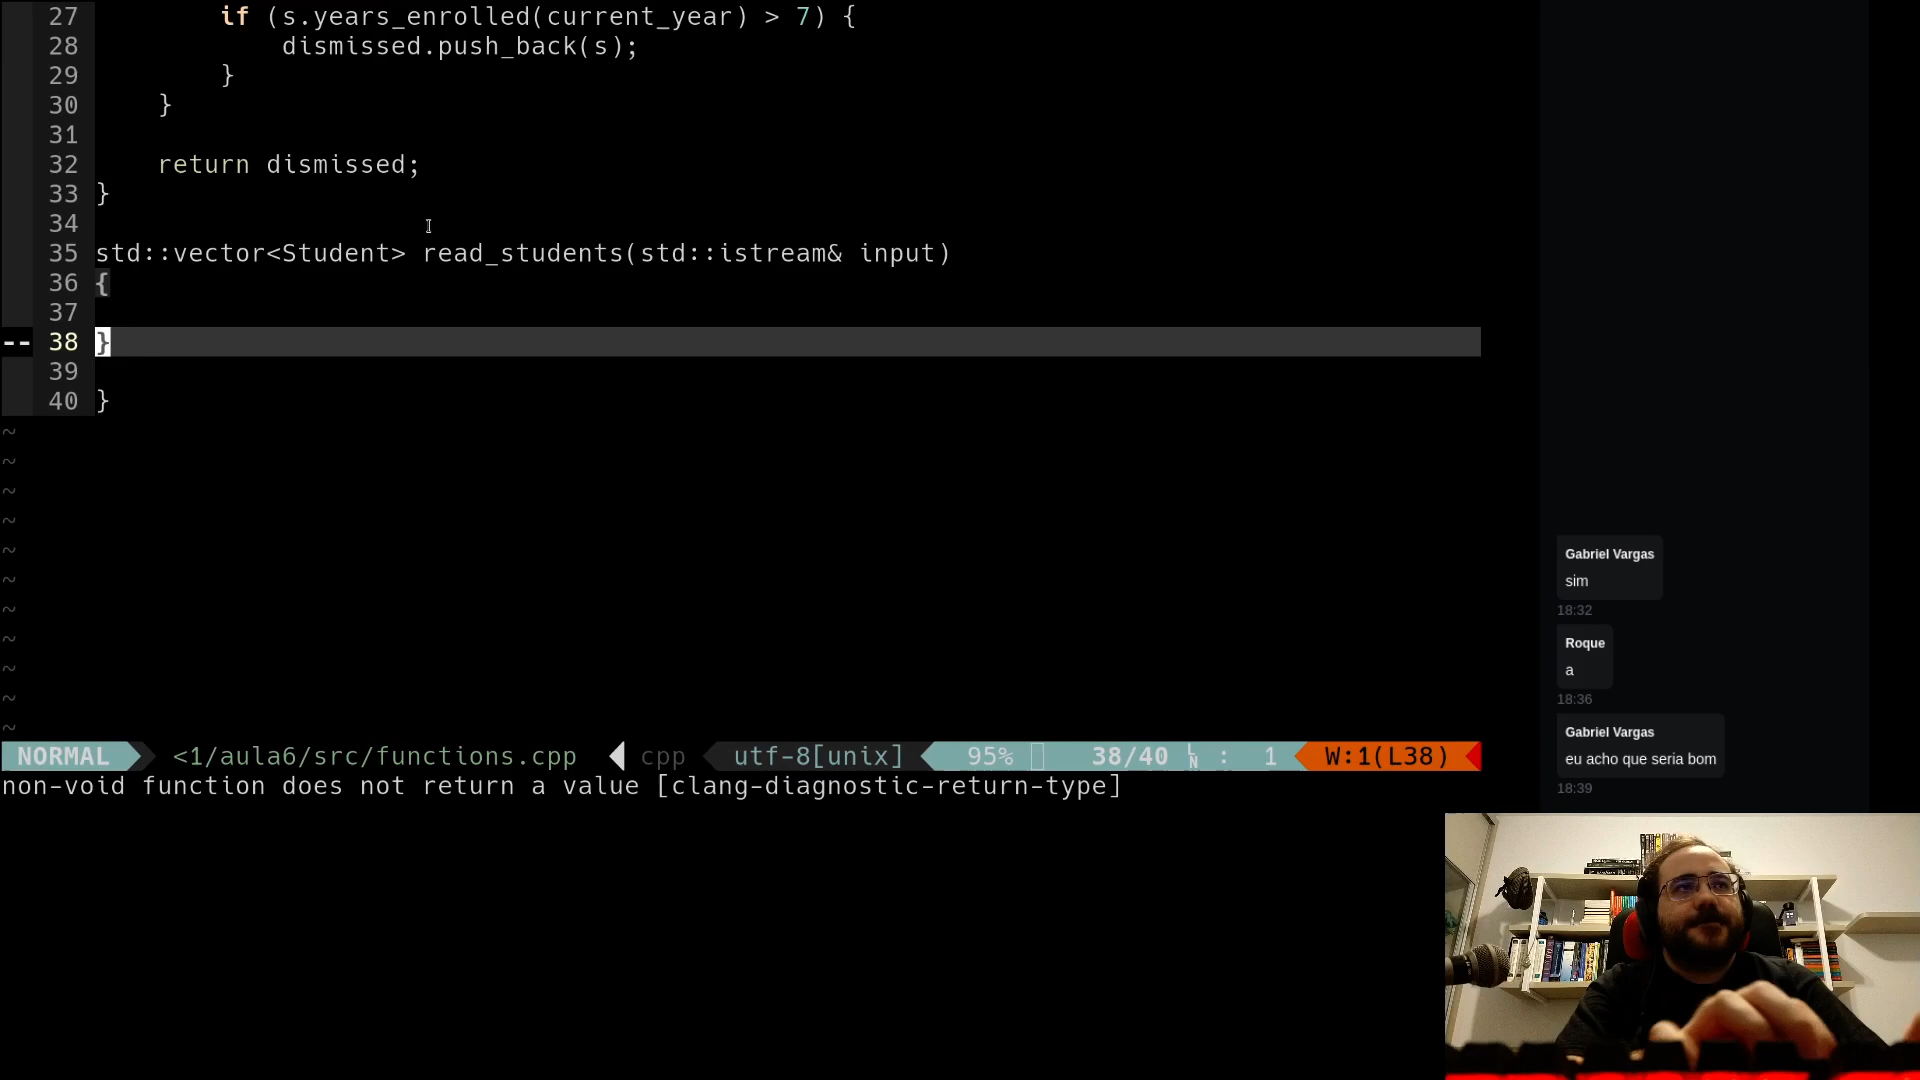 27         if (s.years_enrolled(current_year) > 7) {
28             dismissed.push_back(s);
29         }
30     }
31
32     return dismissed;
33 }
34
35 std::vector<Student> read_students(std::istream& input)
36 {
37
-- 38 }
39
40 }
~
~
~
~
~
~
~
~
~
~
~
NORMAL <1/aula6/src/functions.cpp cpp utf-8[unix] 95% 38/40 LN : 1 W:1(L38)
non-void function does not return a value [clang-diagnostic-return-type]
Gabriel Vargas
sim
18:32
Roque
a
18:36
Gabriel Vargas
eu acho que seria bom
18:39